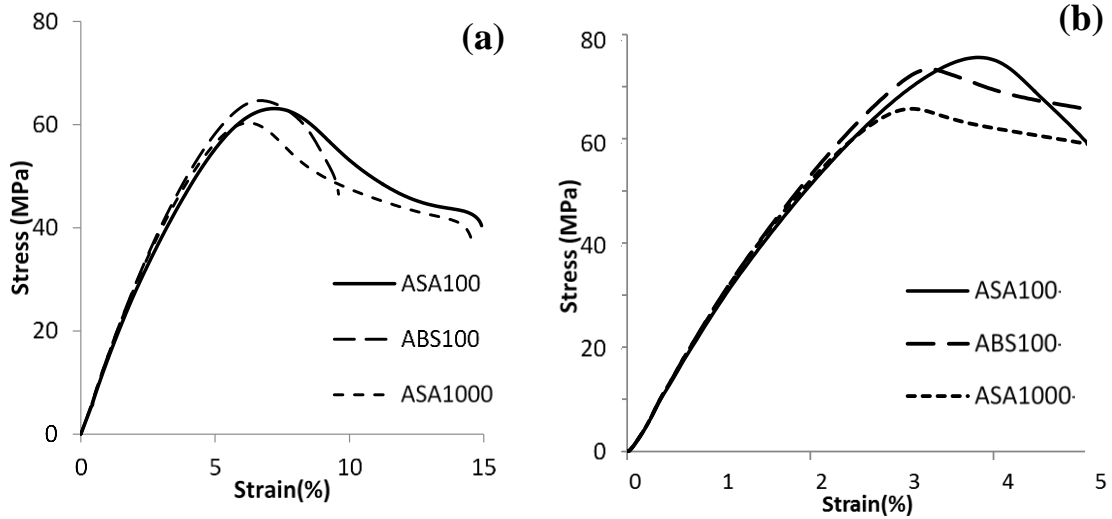 (a)
80
60
40
20
0
Stress (MPa)
0 5 10 15
Strain(%)
ASA100
ABS100
ASA1000
(b)
80
60
40
20
0
Stress (MPa)
0 1 2 3 4 5
Strain(%)
ASA100
ABS100
ASA1000